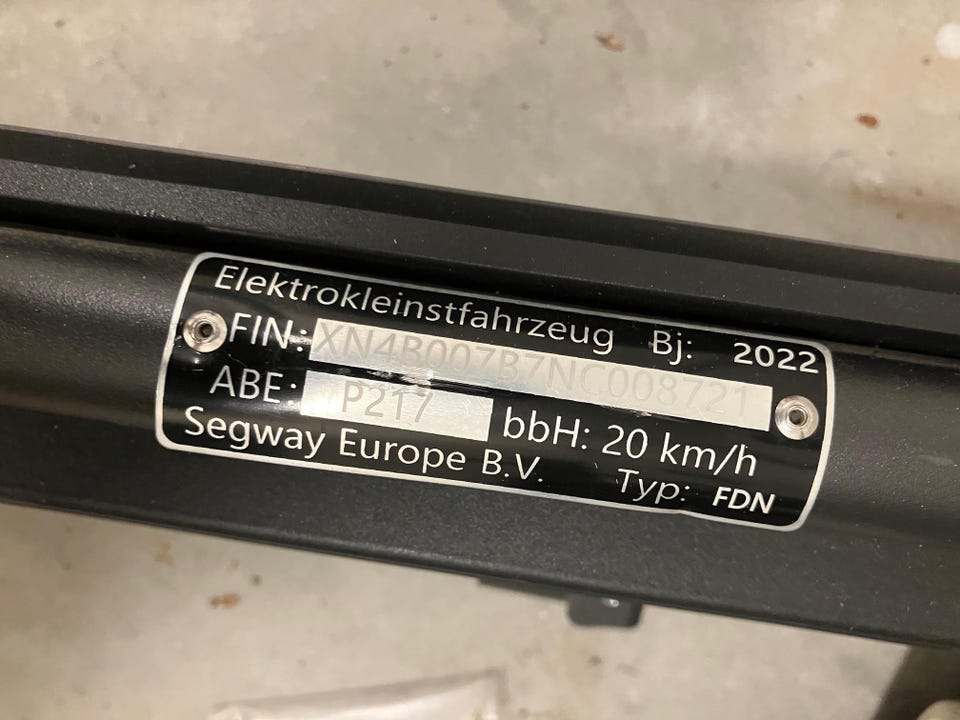 Elektrokleinstfahrzeug Bj: 2022
FIN: XN4B007B7NC008721
ABE: P217 bbH: 20 km/h
Segway Europe B.V. Typ: FDN